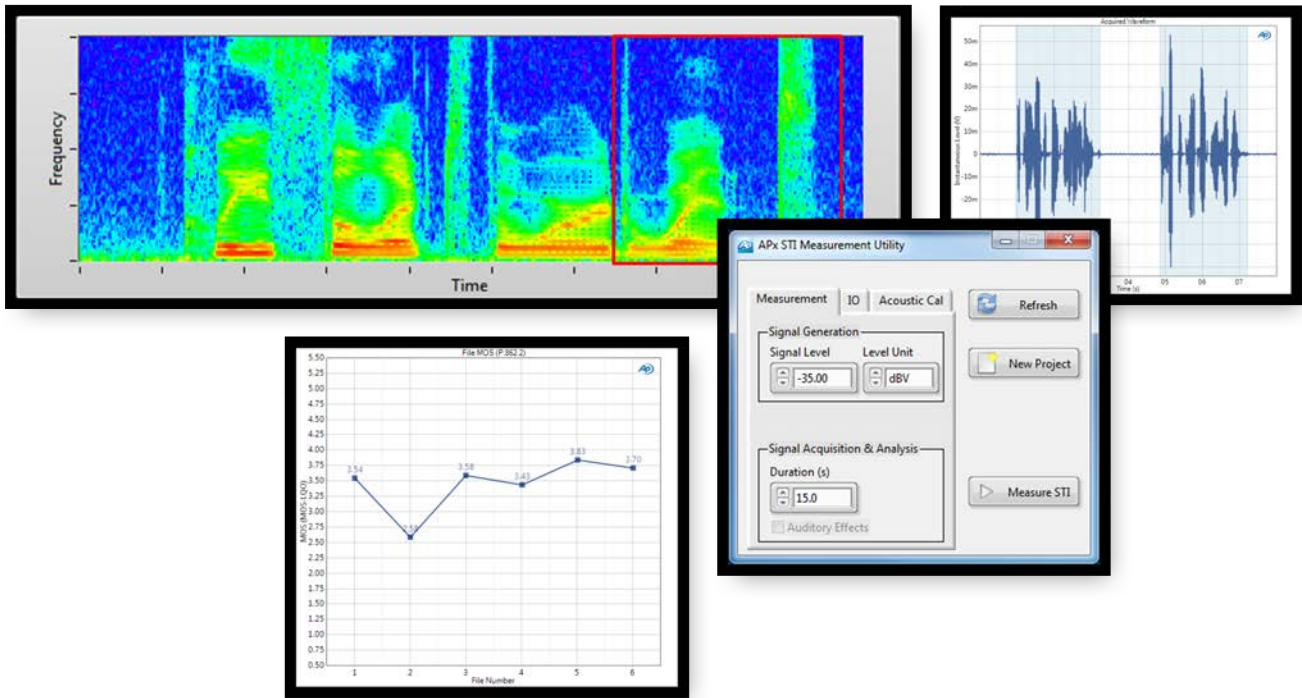 Frequency
Time
Acquired Waveform
50m
40m
30m
20m
10m
0
-10m
-20m
Instantaneous Level (V)
04 05 06 07
Time (s)
APx STI Measurement Utility
Measurement IO Acoustic Cal
Signal Generation
Signal Level Level Unit
-35.00 dBV
Signal Acquisition & Analysis
Duration (s)
15.0
Auditory Effects
Refresh
New Project
Measure STI
File MOS (P.862.2)
5.50
5.25
5.00
4.75
4.50
4.25
4.00
3.75
3.50
3.25
3.00
2.75
2.50
2.25
2.00
1.75
1.50
1.25
1.00
0.75
0.50
MOS (MOS-LQO)
3.54 3.58 3.43 3.83 3.70
1 2 3 4 5 6
File Number